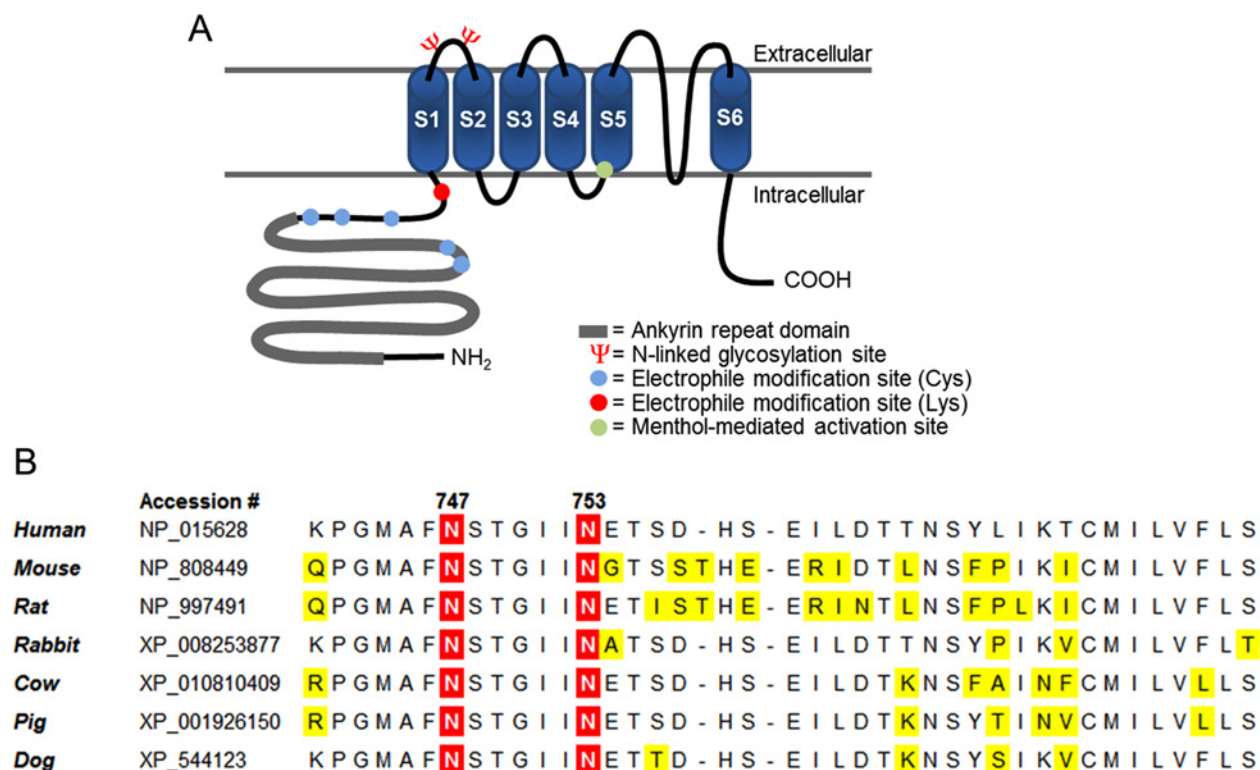 A
Ψ Ψ
Extracellular
S1 S2 S3 S4 S5 S6
Intracellular
COOH
NH2
= Ankyrin repeat domain
Ψ = N-linked glycosylation site
= Electrophile modification site (Cys)
= Electrophile modification site (Lys)
= Menthol-mediated activation site
B
Accession # 747 753
Human NP_015628 K P G M A F N S T G I I N E T S D - H S - E I L D T T N S Y L I K T C M I L V F L S
Mouse NP_808449 Q P G M A F N S T G I I N G T S S T H E - E R I D T L N S F P I K I C M I L V F L S
Rat NP_997491 Q P G M A F N S T G I I N E T I S T H E - E R I N T L N S F P L K I C M I L V F L S
Rabbit XP_008253877 K P G M A F N S T G I I N A T S D - H S - E I L D T T N S Y P I K V C M I L V F L T
Cow XP_010810409 R P G M A F N S T G I I N E T S D - H S - E I L D T K N S F A I N F C M I L V L L S
Pig XP_001926150 R P G M A F N S T G I I N E T S D - H S - E I L D T K N S Y T I N V C M I L V L L S
Dog XP_544123 K P G M A F N S T G I I N E T T D - H S - E I L D T K N S Y S I K V C M I L V F L S